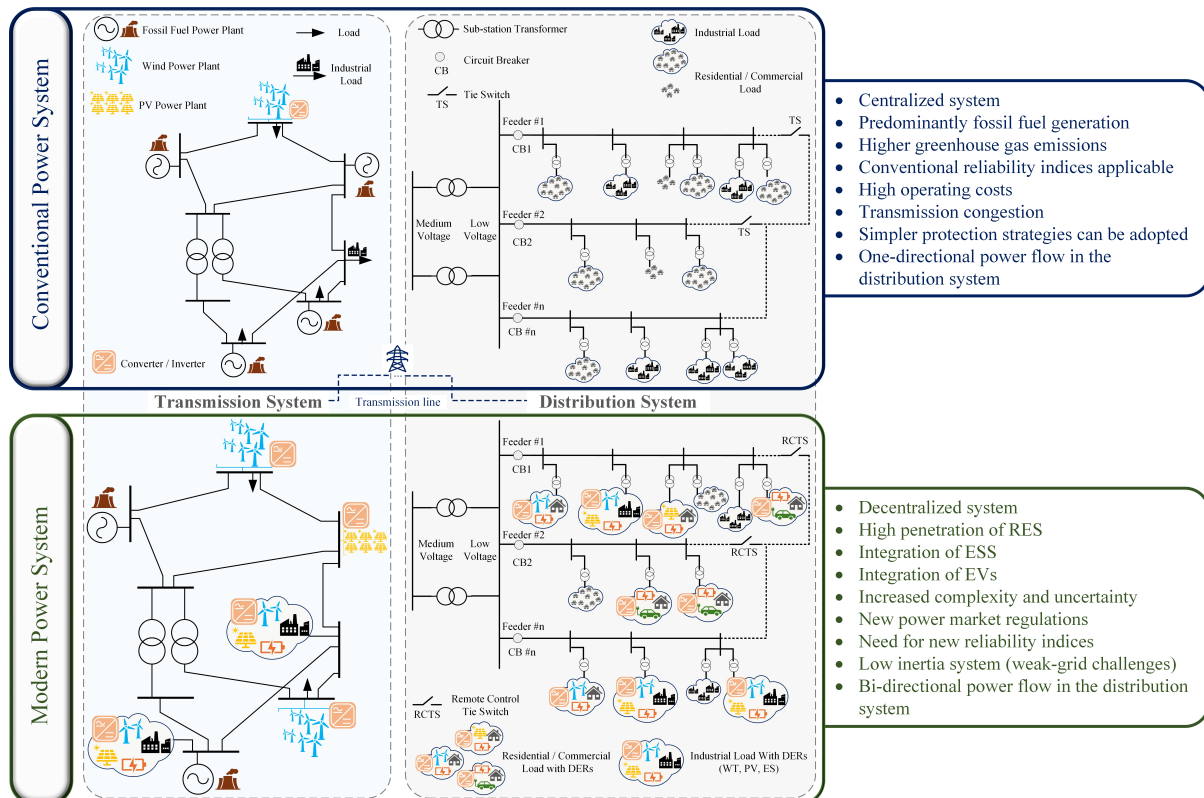 Conventional Power System
Fossil Fuel Power Plant
Load
Wind Power Plant
Industrial
Load
PV Power Plant
Converter / Inverter
Sub-station Transformer
Industrial Load
Circuit Breaker
CB
Residential / Commercial
Load
Tie Switch
TS
Feeder #1
CB1
TS
Medium
Voltage
Low
Voltage
Feeder #2
CB2
TS
Feeder #n
CB #n
• Centralized system
• Predominantly fossil fuel generation
• Higher greenhouse gas emissions
• Conventional reliability indices applicable
• High operating costs
• Transmission congestion
• Simpler protection strategies can be adopted
• One-directional power flow in the
distribution system
Transmission System
Transmission line
Distribution System
Modern Power System
Feeder #1
CB1
RCTS
Medium
Voltage
Low
Voltage
Feeder #2
CB2
RCTS
Feeder #n
CB #n
RCTS
Remote Control
Tie Switch
Residential / Commercial
Load with DERs
Industrial Load With DERs
(WT, PV, ES)
• Decentralized system
• High penetration of RES
• Integration of ESS
• Integration of EVs
• Increased complexity and uncertainty
• New power market regulations
• Need for new reliability indices
• Low inertia system (weak-grid challenges)
• Bi-directional power flow in the distribution
system